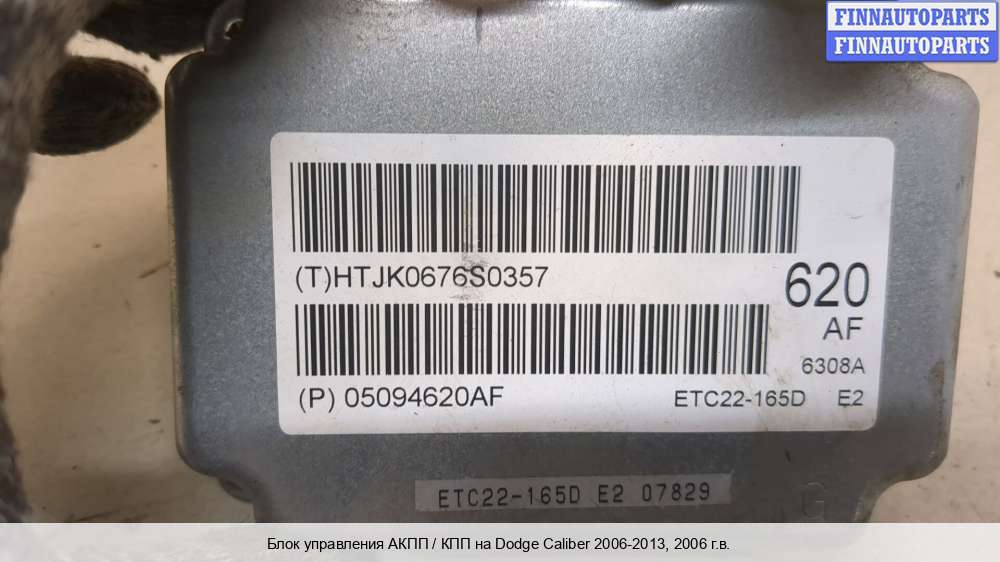 FINNAUTOPARTS
FINNAUTOPARTS
(T)HTJK0676S0357
620
AF
6308A
(P) 05094620AF
ETC22-165D E2
ETC22-165D E2 07829
G
Блок управления АКПП / КПП на Dodge Caliber 2006-2013, 2006 г.в.